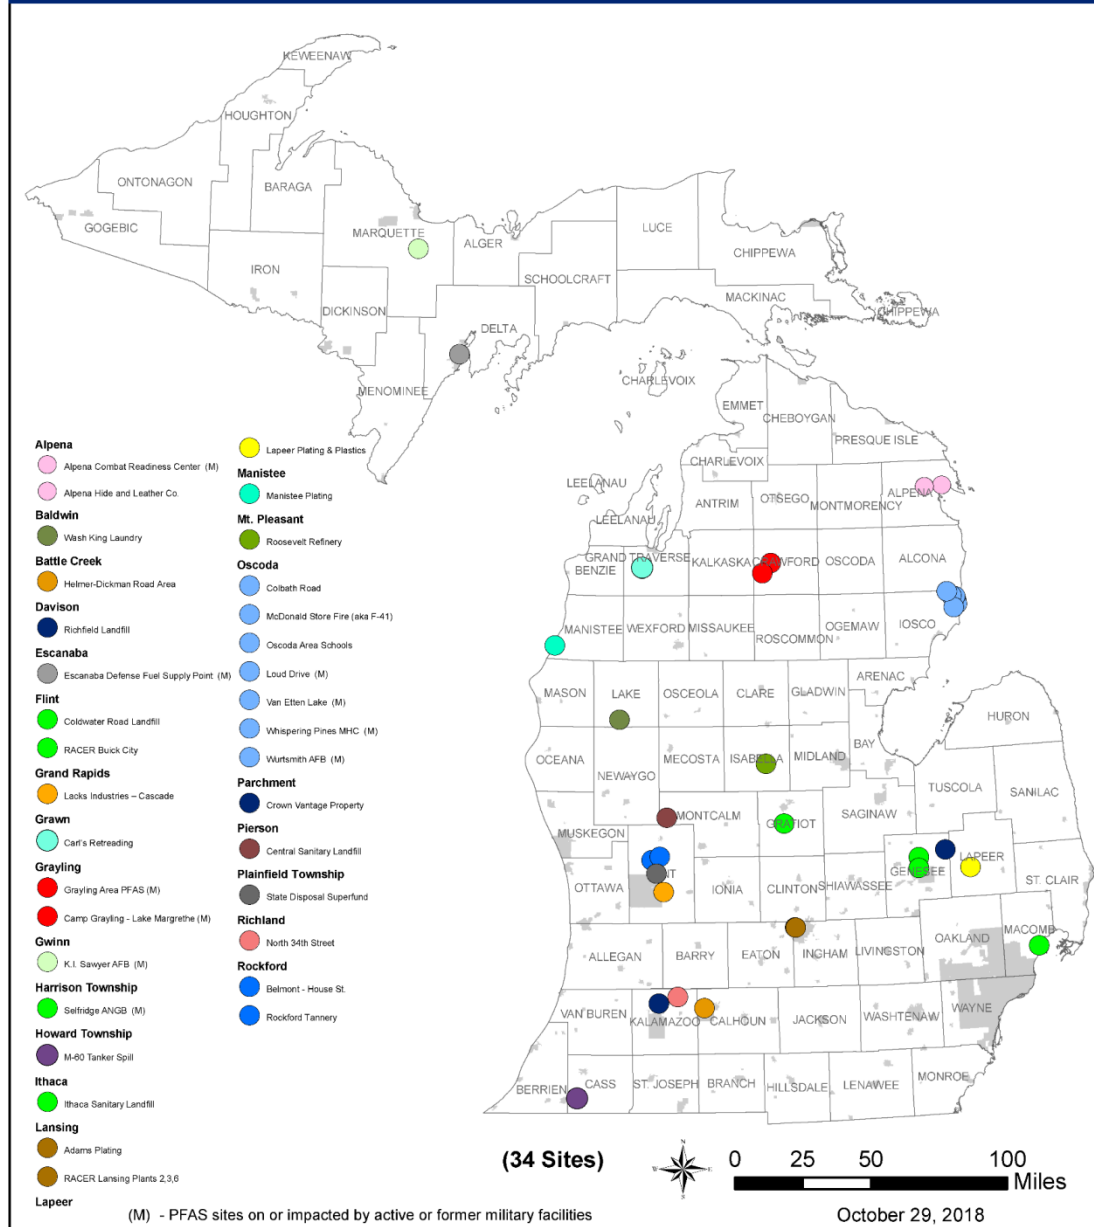 KEWEENAW
HOUGHTON
ONTONAGON
BARAGA
GOGEBIC
MARQUETTE
ALGER
LUCE
CHIPPEWA
IRON
SCHOOLCRAFT
MACKINAC
CHIPPEWA
DICKINSON
DELTA
MENOMINEE
CHARLEVOIX
EMMET
CHEBOYGAN
PRESQUE ISLE
CHARLEVOIX
LEELANAU
ANTRIM
OTSEGO
MONTMORENCY
ALPENA
LEELANAU
GRAND TRAVERSE
BENZIE
KALKASKA
CRAWFORD
OSCODA
ALCONA
MANISTEE
WEXFORD
MISSAUKEE
ROSCOMMON
OGEMAW
IOSCO
MASON
LAKE
OSCEOLA
CLARE
GLADWIN
ARENAC
HURON
OCEANA
NEWAYGO
MECOSTA
ISABELLA
MIDLAND
BAY
TUSCOLA
SANILAC
MUSKEGON
MONTCALM
GRATIOT
SAGINAW
OTTAWA
NT
IONIA
CLINTON
SHIAWASSEE
GENESEE
LAPEER
ST. CLAIR
ALLEGAN
BARRY
EATON
INGHAM
LIVINGSTON
OAKLAND
MACOMB
VAN BUREN
KALAMAZOO
CALHOUN
JACKSON
WASHTENAW
WAYNE
BERRIEN
CASS
ST. JOSEPH
BRANCH
HILLSDALE
LENAWEE
MONROE
Alpena
Alpena Combat Readiness Center (M)
Alpena Hide and Leather Co.
Baldwin
Wash King Laundry
Battle Creek
Helmer-Dickman Road Area
Davison
Richfield Landfill
Escanaba
Escanaba Defense Fuel Supply Point (M)
Flint
Coldwater Road Landfill
RACER Buick City
Grand Rapids
Lacks Industries – Cascade
Grawn
Carl's Retreading
Grayling
Grayling Area PFAS (M)
Camp Grayling - Lake Margrethe (M)
Gwinn
K.I. Sawyer AFB (M)
Harrison Township
Selfridge ANGB (M)
Howard Township
M-60 Tanker Spill
Ithaca
Ithaca Sanitary Landfill
Lansing
Adams Plating
RACER Lansing Plants 2,3,6
Lapeer
Lapeer Plating & Plastics
Manistee
Manistee Plating
Mt. Pleasant
Roosevelt Refinery
Oscoda
Colbath Road
McDonald Store Fire (aka F-41)
Oscoda Area Schools
Loud Drive (M)
Van Etten Lake (M)
Whispering Pines MHC (M)
Wurtsmith AFB (M)
Parchment
Crown Vantage Property
Pierson
Central Sanitary Landfill
Plainfield Township
State Disposal Superfund
Richland
North 34th Street
Rockford
Belmont - House St.
Rockford Tannery
(34 Sites)
N
W E
S
0 25 50 100
Miles
(M) - PFAS sites on or impacted by active or former military facilities
October 29, 2018